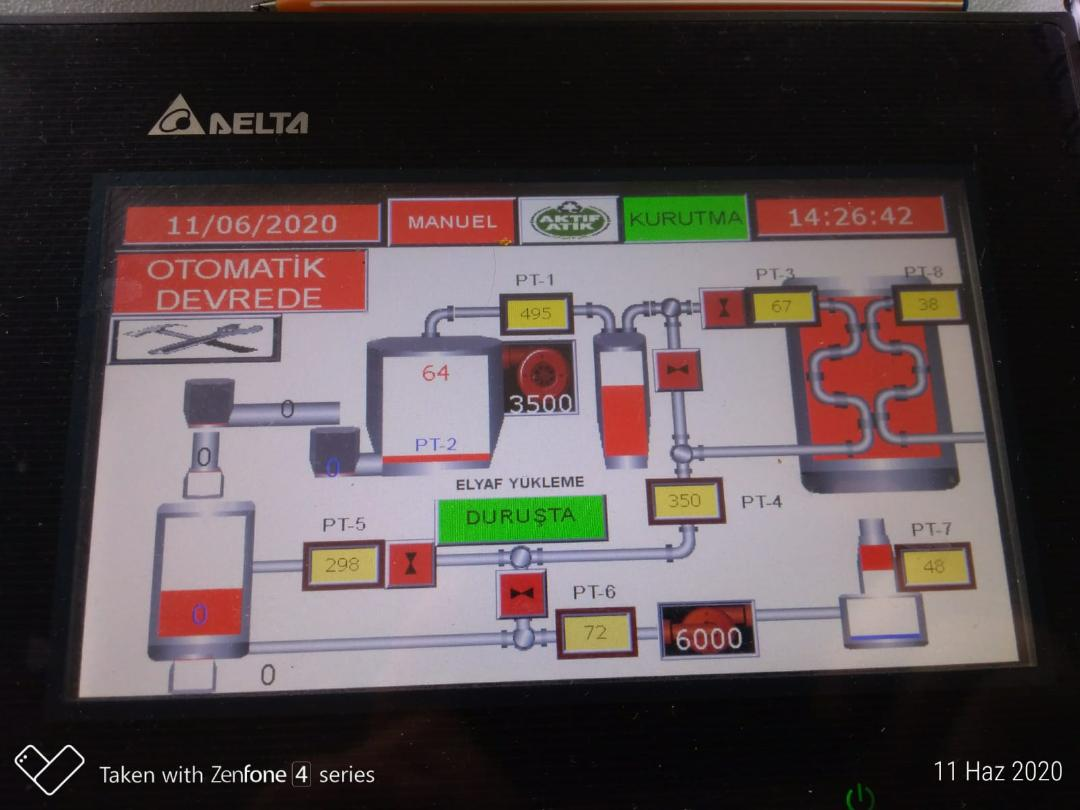 DELTA
11/06/2020
MANUEL
AKTİF
ATİK
KURUTMA
14:26:42
OTOMATİK
DEVREDE
PT-1
495
PT-3
67
PT-8
38
64
3500
0
PT-2
0
0
ELYAF YÜKLEME
DURUŞTA
350
PT-4
PT-5
298
PT-7
48
PT-6
72
6000
0
0
Taken with Zenfone 4 series
11 Haz 2020